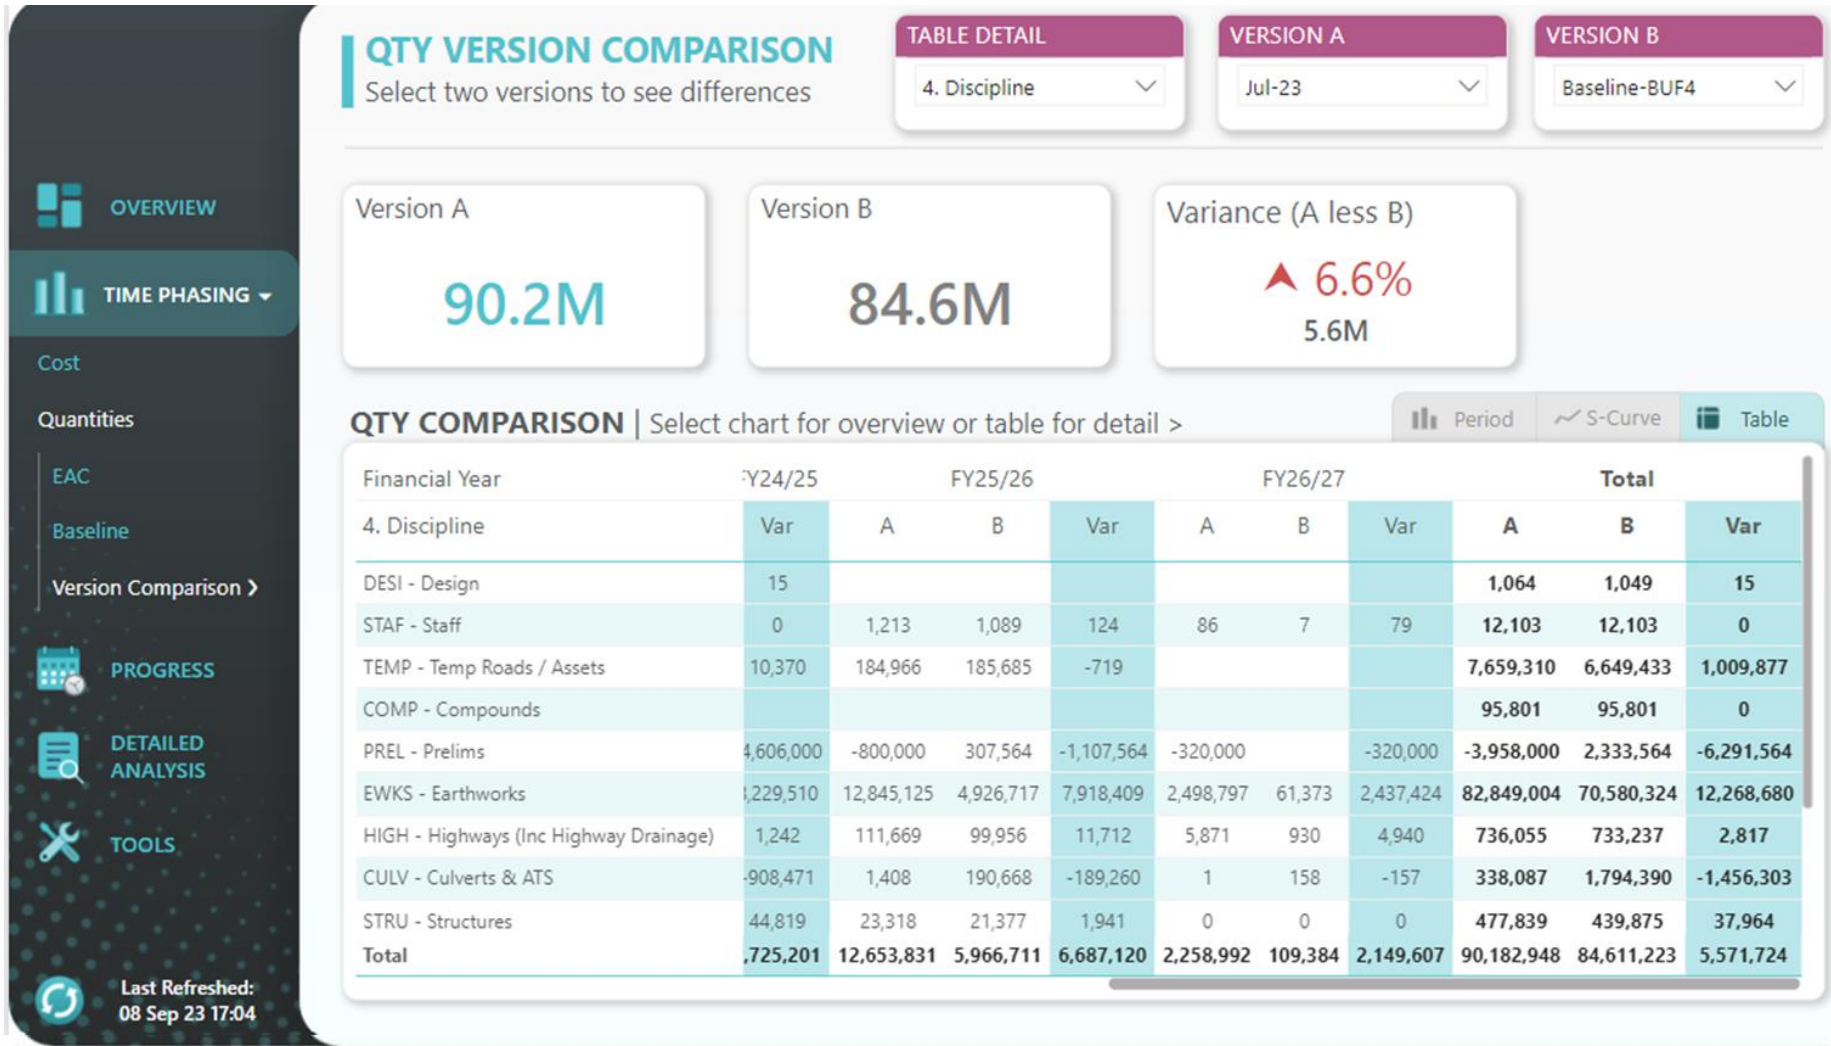 QTY VERSION COMPARISON
Select two versions to see differences
TABLE DETAIL
4. Discipline
VERSION A
Jul-23
VERSION B
Baseline-BUF4
OVERVIEW
TIME PHASING
Cost
Quantities
EAC
Baseline
Version Comparison
PROGRESS
DETAILED
ANALYSIS
TOOLS
Last Refreshed:
08 Sep 23 17:04
Version A
90.2M
Version B
84.6M
Variance (A less B)
6.6%
5.6M
QTY COMPARISON | Select chart for overview or table for detail >
Period S-Curve Table
Financial Year Y24/25 FY25/26 FY26/27 Total
4. Discipline Var A B Var A B Var A B Var
DESI - Design 15 1,064 1,049 15
STAF - Staff 0 1,213 1,089 124 86 7 79 12,103 12,103 0
TEMP - Temp Roads / Assets 10,370 184,966 185,685 -719 7,659,310 6,649,433 1,009,877
COMP - Compounds 95,801 95,801 0
PREL - Prelims 4,606,000 -800,000 307,564 -1,107,564 -320,000 -320,000 -3,958,000 2,333,564 -6,291,564
EWKS - Earthworks ,229,510 12,845,125 4,926,717 7,918,409 2,498,797 61,373 2,437,424 82,849,004 70,580,324 12,268,680
HIGH - Highways (Inc Highway Drainage) 1,242 111,669 99,956 11,712 5,871 930 4,940 736,055 733,237 2,817
CULV - Culverts & ATS -908,471 1,408 190,668 -189,260 1 158 -157 338,087 1,794,390 -1,456,303
STRU - Structures 44,819 23,318 21,377 1,941 0 0 0 477,839 439,875 37,964
Total ,725,201 12,653,831 5,966,711 6,687,120 2,258,992 109,384 2,149,607 90,182,948 84,611,223 5,571,724